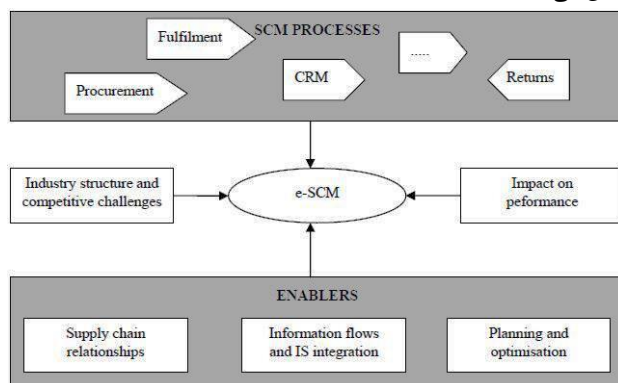 Fulfilment
SCM PROCESSES
.....
CRM
Procurement
Returns
Industry structure and
competitive challenges
e-SCM
Impact on
peformance
ENABLERS
Supply chain
relationships
Information flows
and IS integration
Planning and
optimisation